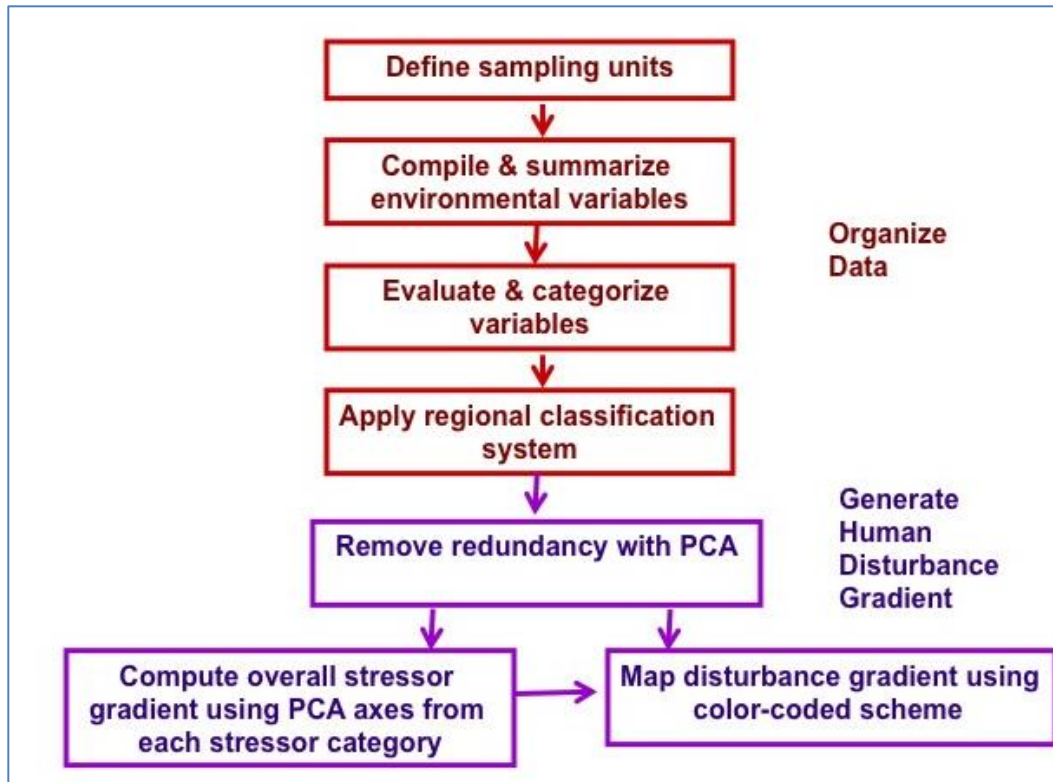 Define sampling units
Compile & summarize
environmental variables
Organize
Data
Evaluate & categorize
variables
Apply regional classification
system
Generate
Human
Disturbance
Gradient
Remove redundancy with PCA
Compute overall stressor
gradient using PCA axes from
each stressor category
Map disturbance gradient using
color-coded scheme